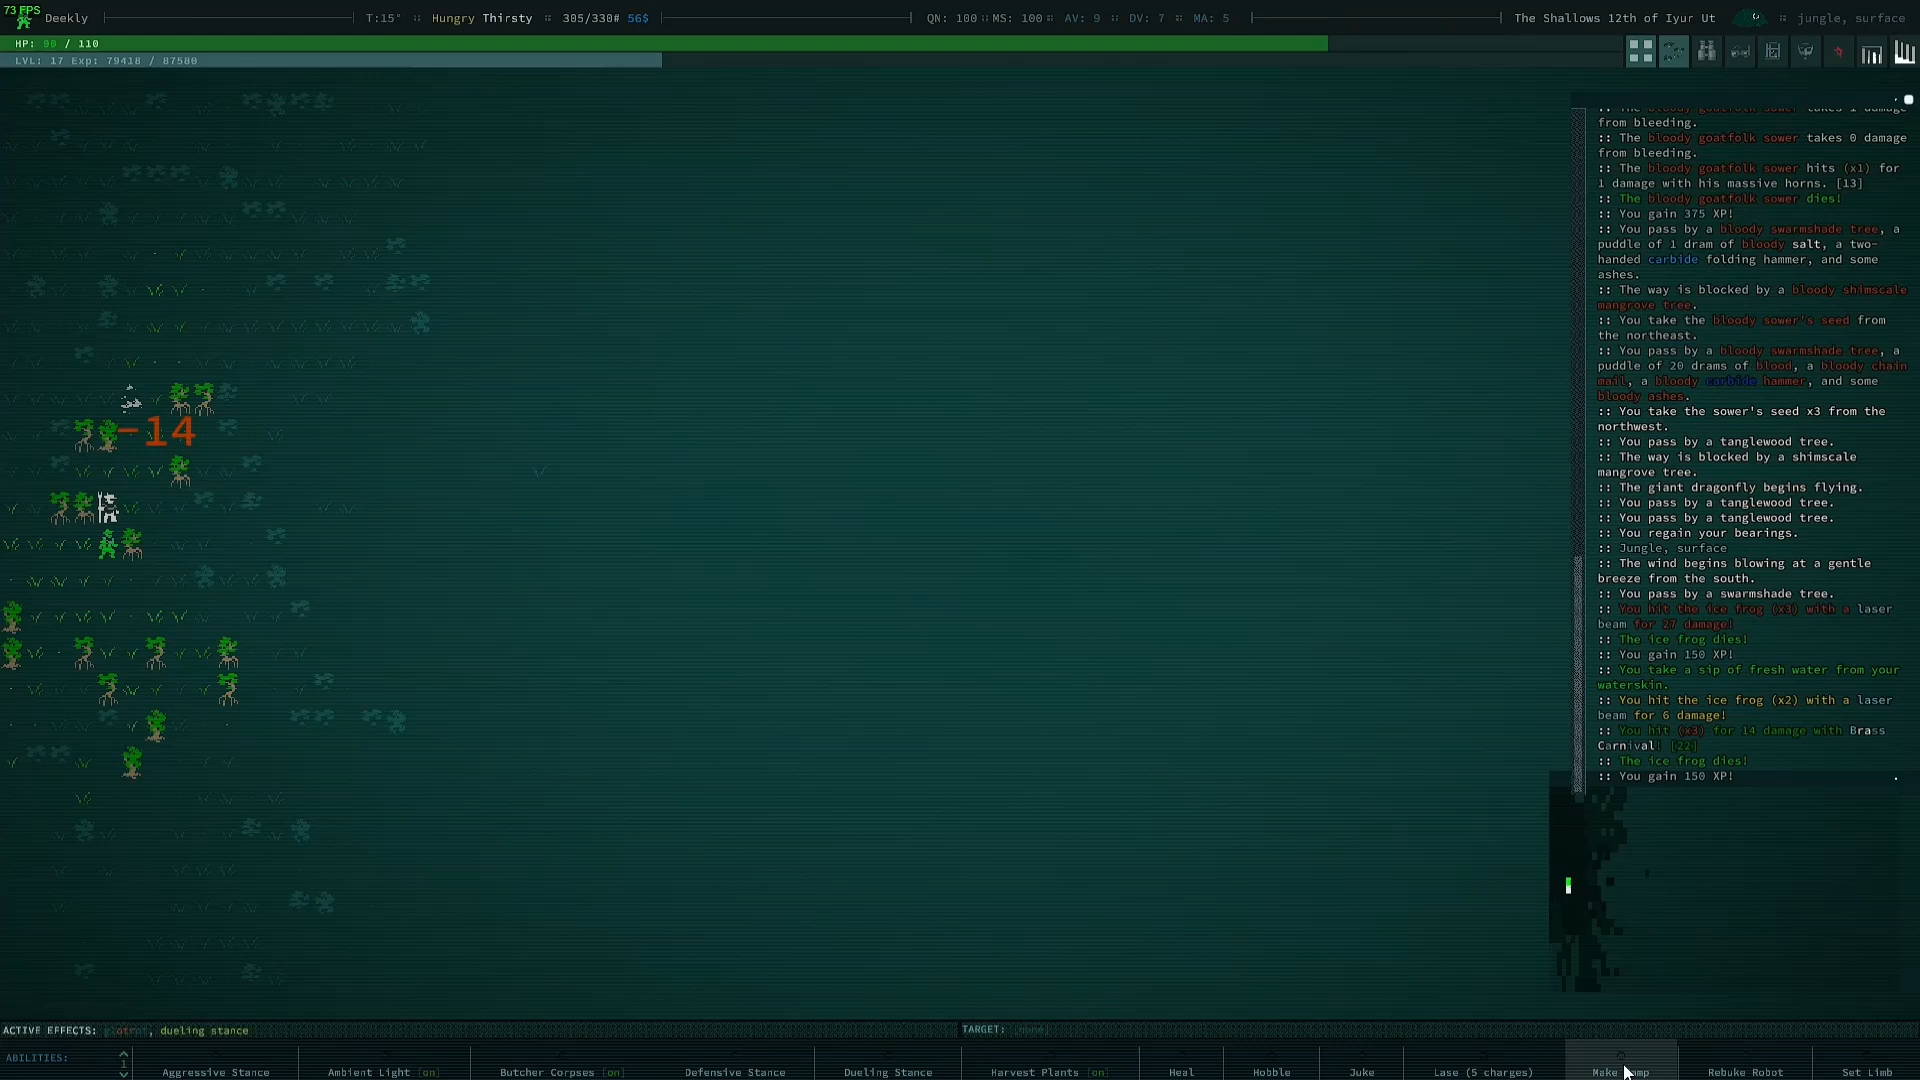 73 FPS
Deekly
T:15° :: Hungry Thirsty :: 305/330# 56$
QN: 100 :: MS: 100 :: AV: 9 :: DV: 7 :: MA: 5
The Shallows 12th of Iyur Ut
:: jungle, surface
HP: 90 / 110
LVL: 17 Exp: 79418 / 87580
:: The bloody goatfolk sower takes 1 damage
from bleeding.
:: The bloody goatfolk sower takes 0 damage
from bleeding.
:: The bloody goatfolk sower hits (x1) for
1 damage with his massive horns. [13]
:: The bloody goatfolk sower dies!
:: You gain 375 XP!
:: You pass by a bloody swarmshade tree, a
puddle of 1 dram of bloody salt, a two-
handed carbide folding hammer, and some
ashes.
:: The way is blocked by a bloody shimscale
mangrove tree.
:: You take the bloody sower's seed from
the northeast.
:: You pass by a bloody swarmshade tree, a
puddle of 20 drams of blood, a bloody chain
mail, a bloody carbide hammer, and some
bloody ashes.
:: You take the sower's seed x3 from the
northwest.
:: You pass by a tanglewood tree.
:: The way is blocked by a shimscale
mangrove tree.
:: The giant dragonfly begins flying.
:: You pass by a tanglewood tree.
:: You pass by a tanglewood tree.
:: You regain your bearings.
:: Jungle, surface
:: The wind begins blowing at a gentle
breeze from the south.
:: You pass by a swarmshade tree.
:: You hit the ice frog (x3) with a laser
beam for 27 damage!
:: The ice frog dies!
:: You gain 150 XP!
:: You take a sip of fresh water from your
waterskin.
:: You hit the ice frog (x2) with a laser
beam for 6 damage!
:: You hit (x3) for 14 damage with Brass
Carnival! [22]
:: The ice frog dies!
:: You gain 150 XP!
-14
ACTIVE EFFECTS: glotrot, dueling stance
TARGET: [none]
ABILITIES:
1
Aggressive Stance
Ambient Light [on]
Butcher Corpses [on]
Defensive Stance
Dueling Stance
Harvest Plants [on]
Heal
Hobble
Juke
Lase (5 charges)
Make Camp
Rebuke Robot
Set Limb